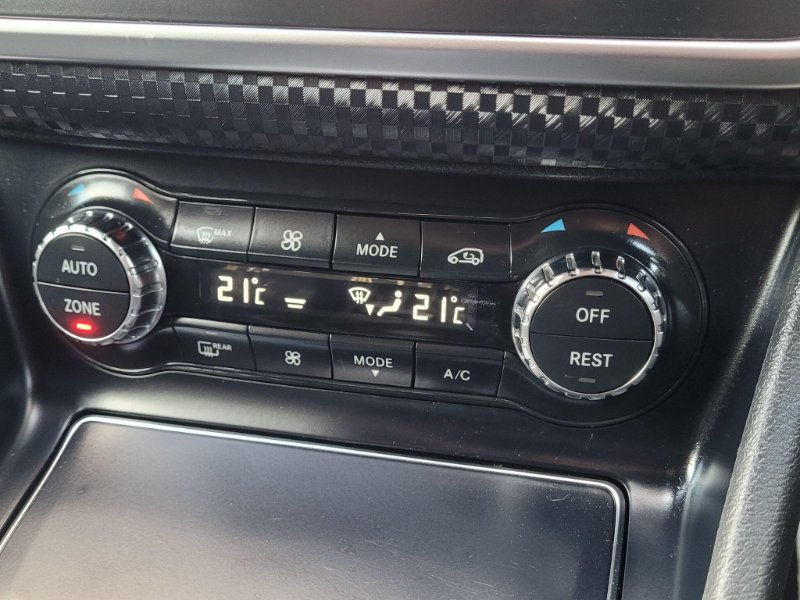 MAX
MODE
AUTO
ZONE
21°C
21°C
OFF
REST
REAR
MODE
A/C